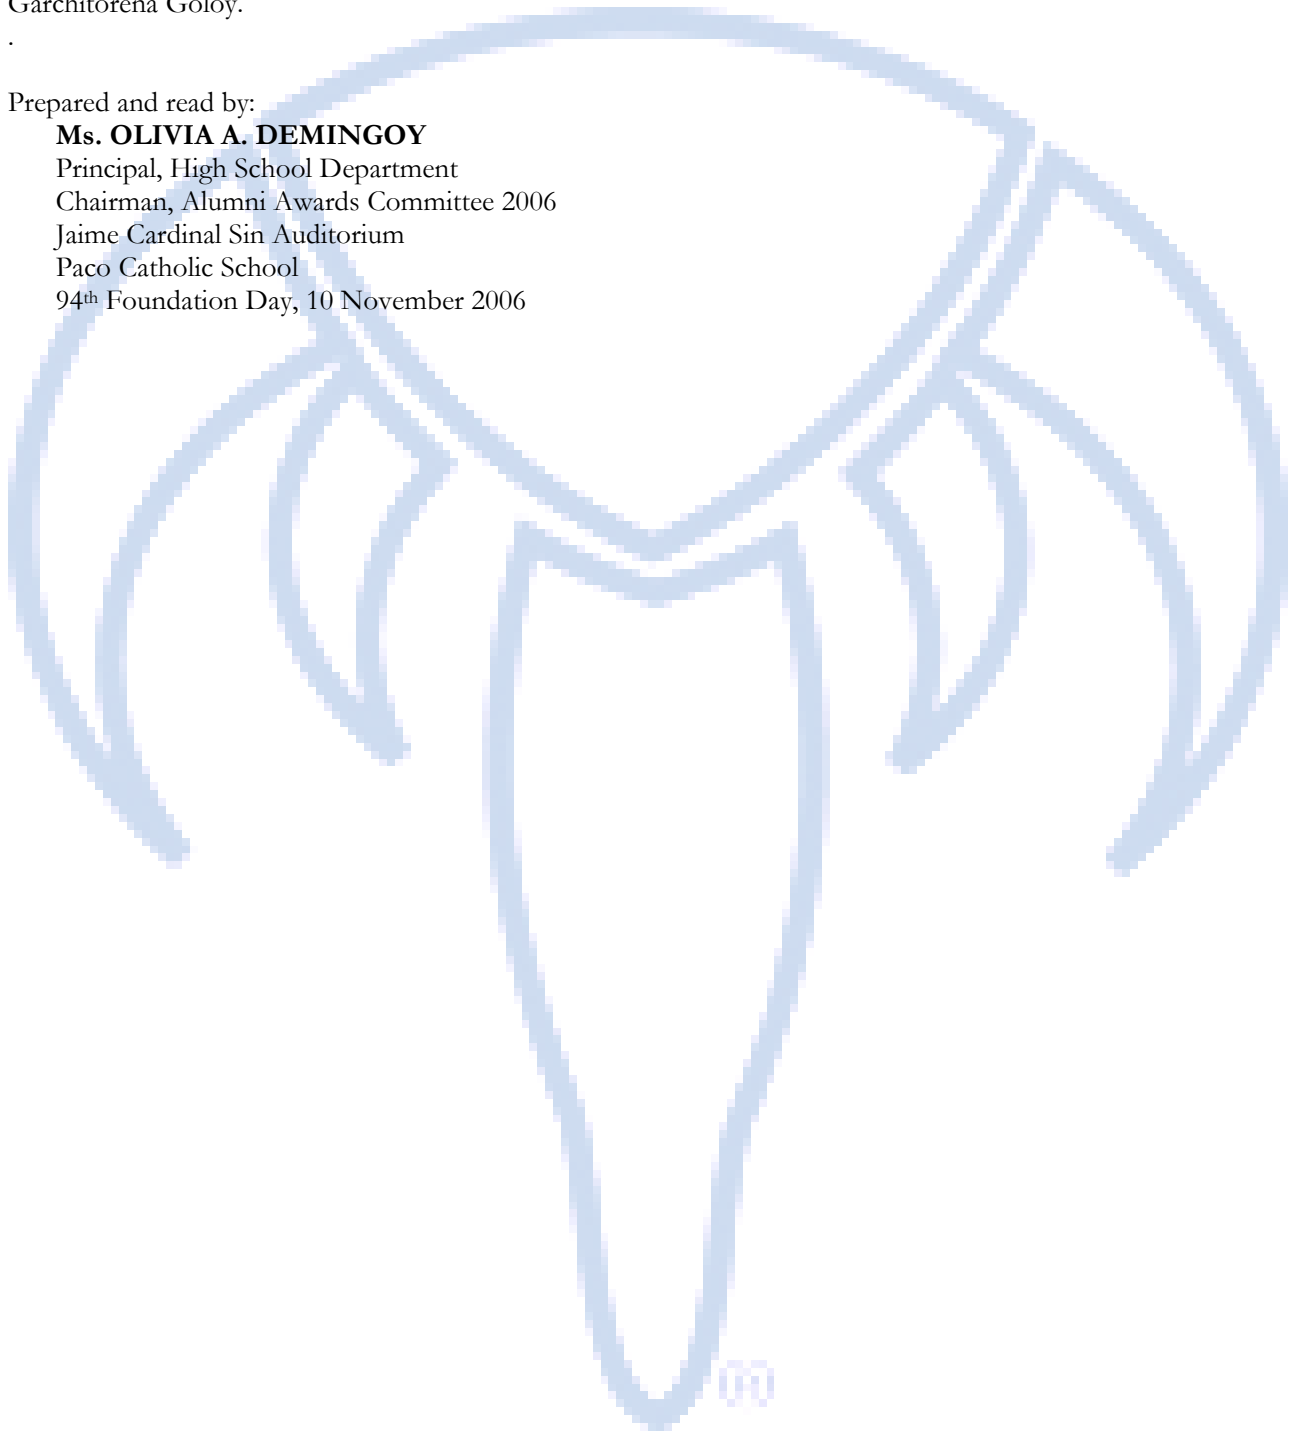 Garchitorena Goloy.
.
Prepared and read by:
Ms. OLIVIA A. DEMINGOY
Principal, High School Department
Chairman, Alumni Awards Committee 2006
Jaime Cardinal Sin Auditorium
Paco Catholic School
94th Foundation Day, 10 November 2006